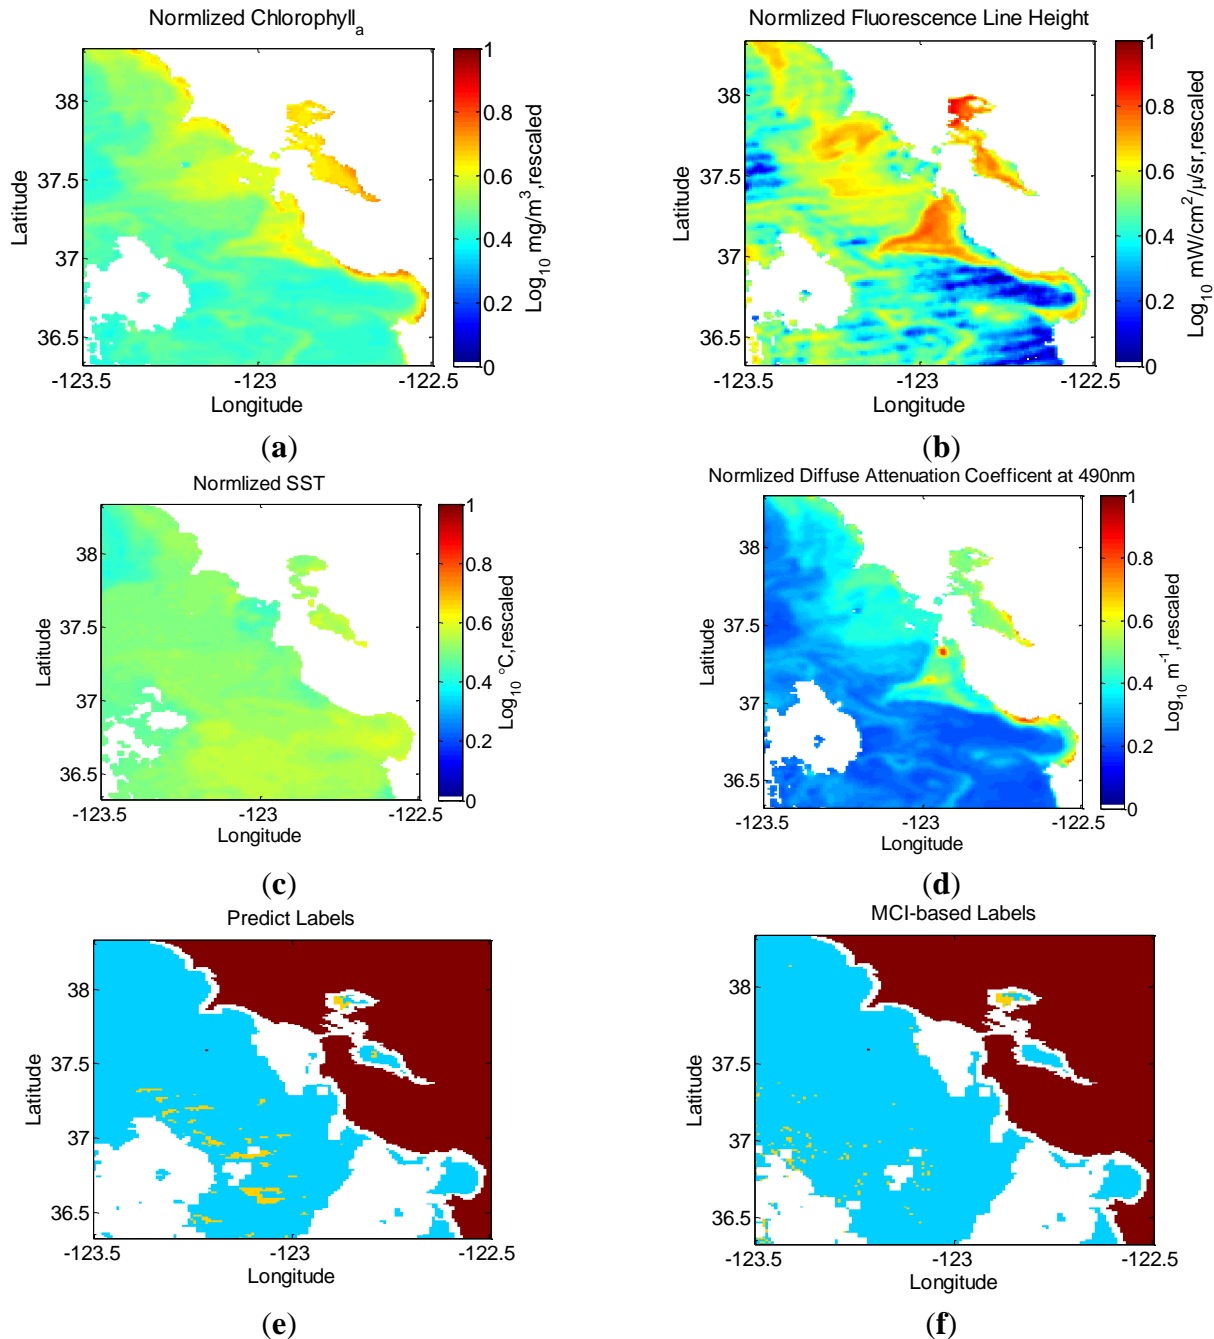 Normlized Chlorophyll_a
Latitude
38
37.5
37
36.5
-123.5
-123
-122.5
Longitude
1
0.8
0.6
0.4
0.2
0
Log10 mg/m3,rescaled
(a)
Normlized Fluorescence Line Height
Latitude
38
37.5
37
36.5
-123.5
-123
-122.5
Longitude
1
0.8
0.6
0.4
0.2
0
Log10 mW/cm2/μ/sr,rescaled
(b)
Normlized SST
Latitude
38
37.5
37
36.5
-123.5
-123
-122.5
Longitude
1
0.8
0.6
0.4
0.2
0
Log10 °C,rescaled
(c)
Normlized Diffuse Attenuation Coefficent at 490nm
Latitude
38
37.5
37
36.5
-123.5
-123
-122.5
Longitude
1
0.8
0.6
0.4
0.2
0
Log10 m-1,rescaled
(d)
Predict Labels
Latitude
38
37.5
37
36.5
-123.5
-123
-122.5
Longitude
(e)
MCI-based Labels
Latitude
38
37.5
37
36.5
-123.5
-123
-122.5
Longitude
(f)